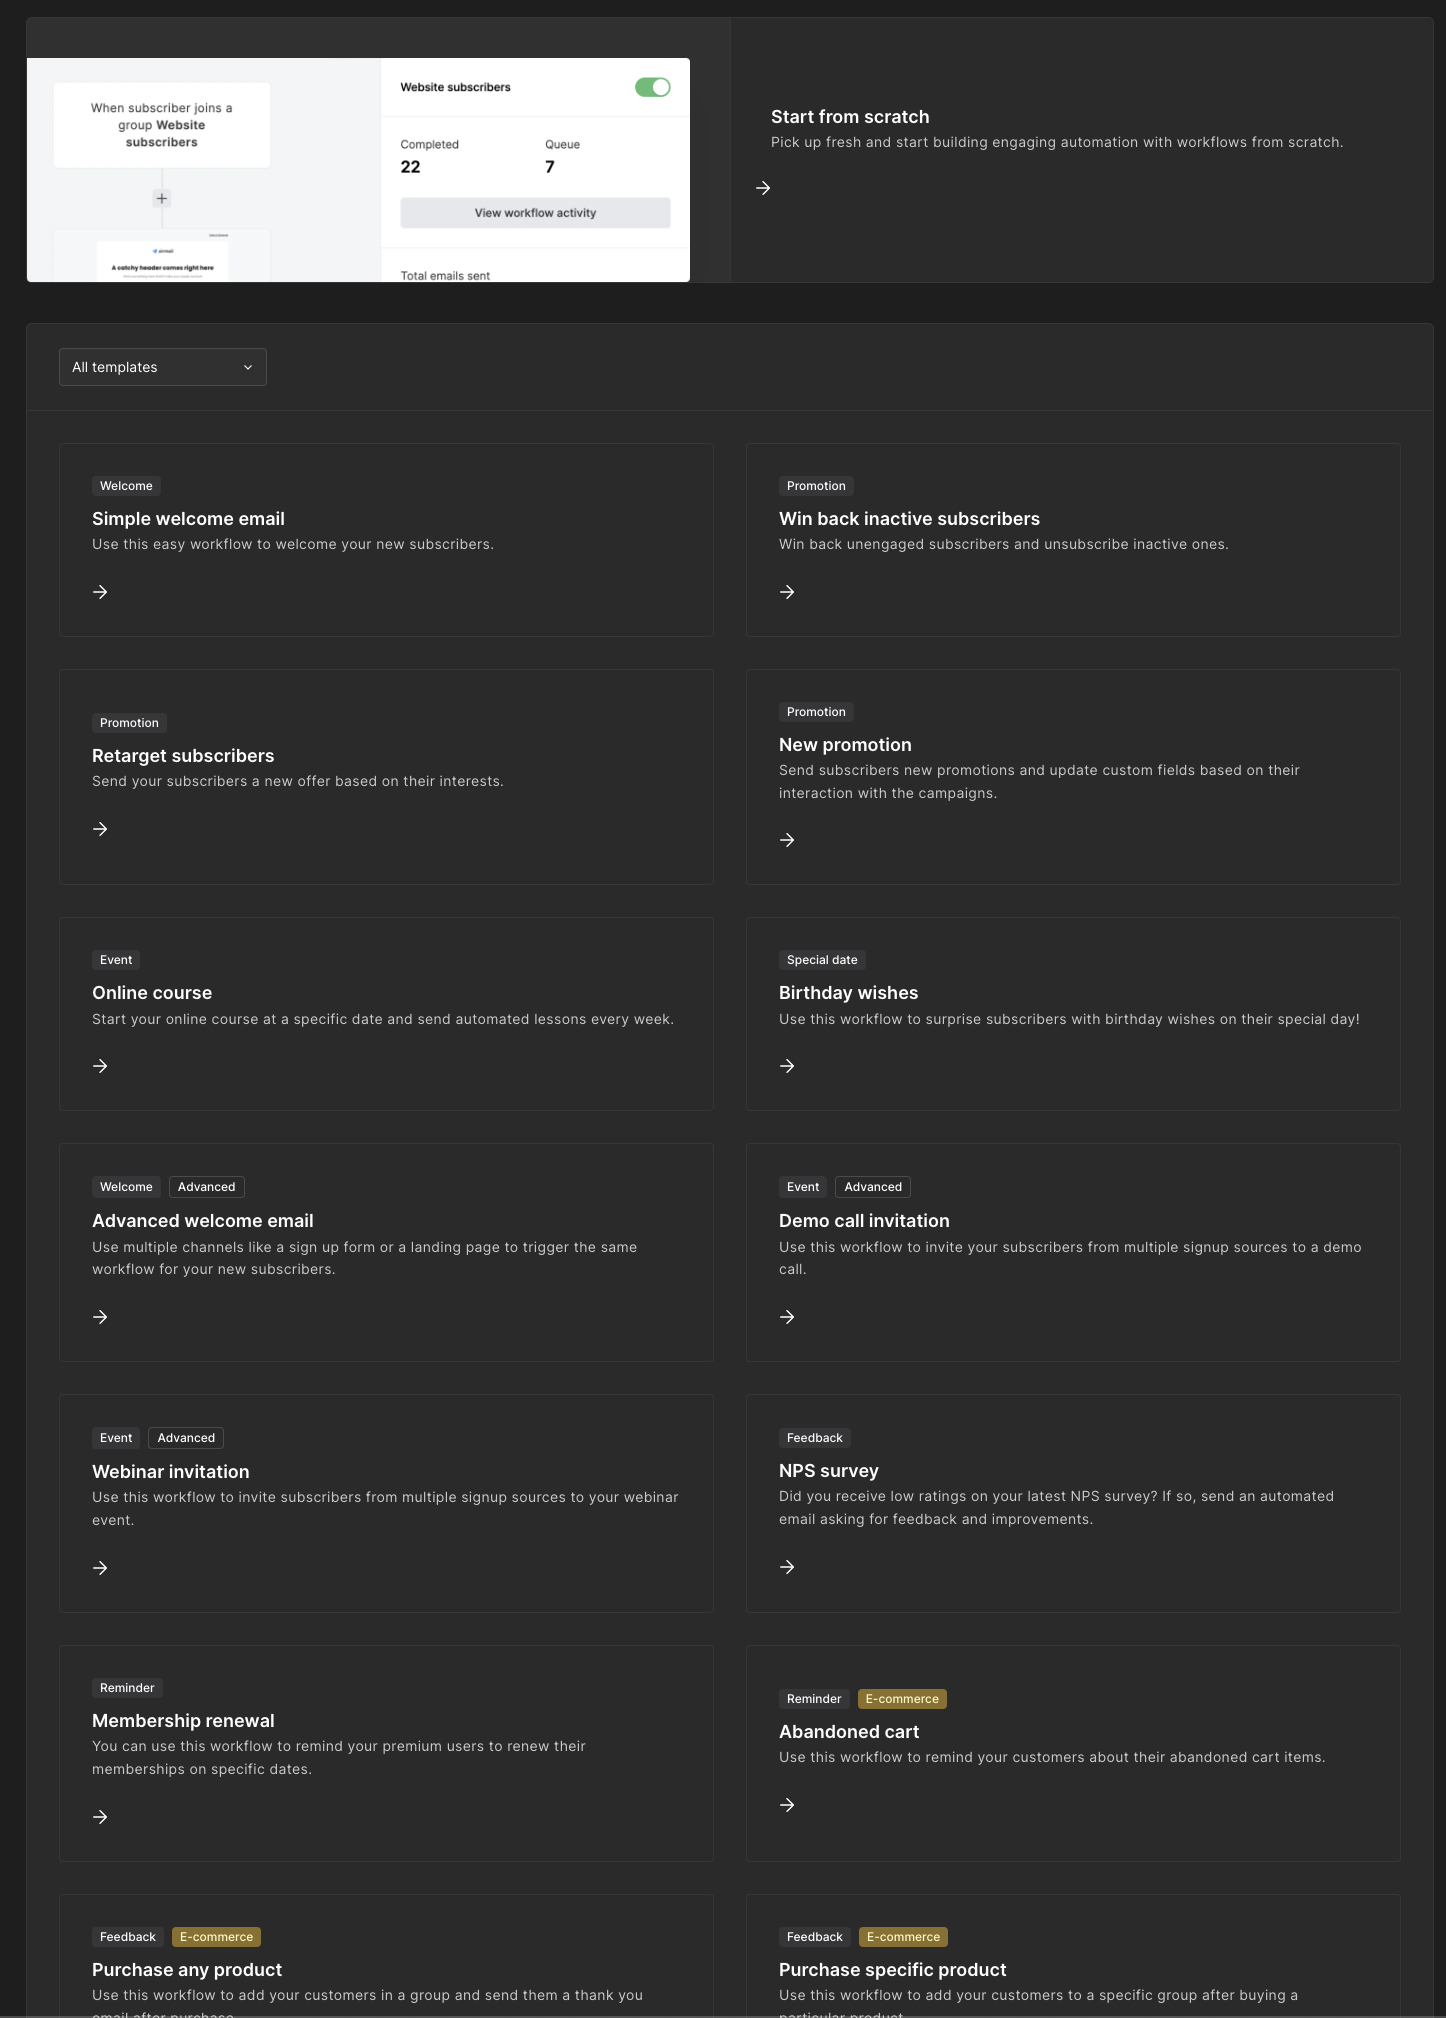 When subscriber joins a
group Website
subscribers
A catchy header comes right here
Website subscribers
Completed
Queue
22
7
View workflow activity
Total emails sent
Start from scratch
Pick up fresh and start building engaging automation with workflows from scratch.
All templates
Welcome
Simple welcome email
Use this easy workflow to welcome your new subscribers.
Promotion
Win back inactive subscribers
Win back unengaged subscribers and unsubscribe inactive ones.
Promotion
Retarget subscribers
Send your subscribers a new offer based on their interests.
Promotion
New promotion
Send subscribers new promotions and update custom fields based on their
interaction with the campaigns.
Event
Online course
Start your online course at a specific date and send automated lessons every week.
Special date
Birthday wishes
Use this workflow to surprise subscribers with birthday wishes on their special day!
Welcome Advanced
Advanced welcome email
Use multiple channels like a sign up form or a landing page to trigger the same
workflow for your new subscribers.
Event Advanced
Demo call invitation
Use this workflow to invite your subscribers from multiple signup sources to a demo
call.
Event Advanced
Webinar invitation
Use this workflow to invite subscribers from multiple signup sources to your webinar
event.
Feedback
NPS survey
Did you receive low ratings on your latest NPS survey? If so, send an automated
email asking for feedback and improvements.
Reminder
Membership renewal
You can use this workflow to remind your premium users to renew their
memberships on specific dates.
Reminder E-commerce
Abandoned cart
Use this workflow to remind your customers about their abandoned cart items.
Feedback E-commerce
Purchase any product
Use this workflow to add your customers in a group and send them a thank you
email after purchase.
Feedback E-commerce
Purchase specific product
Use this workflow to add your customers to a specific group after buying a
particular product.